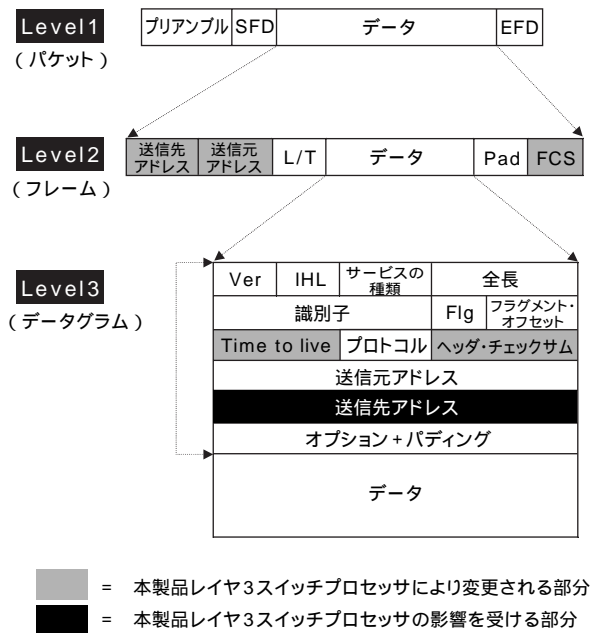 Level1
(パケット)
プリアンブル SFD データ EFD
Level2
(フレーム)
送信先
アドレス
送信元
アドレス
L/T データ Pad FCS
Level3
(データグラム)
Ver IHL サービスの
種類
全長
識別子 Flg フラグメント・
オフセット
Time to live プロトコル ヘッダ・チェックサム
送信元アドレス
送信先アドレス
オプション+パディング
データ
= 本製品レイヤ3スイッチプロセッサにより変更される部分
= 本製品レイヤ3スイッチプロセッサの影響を受ける部分